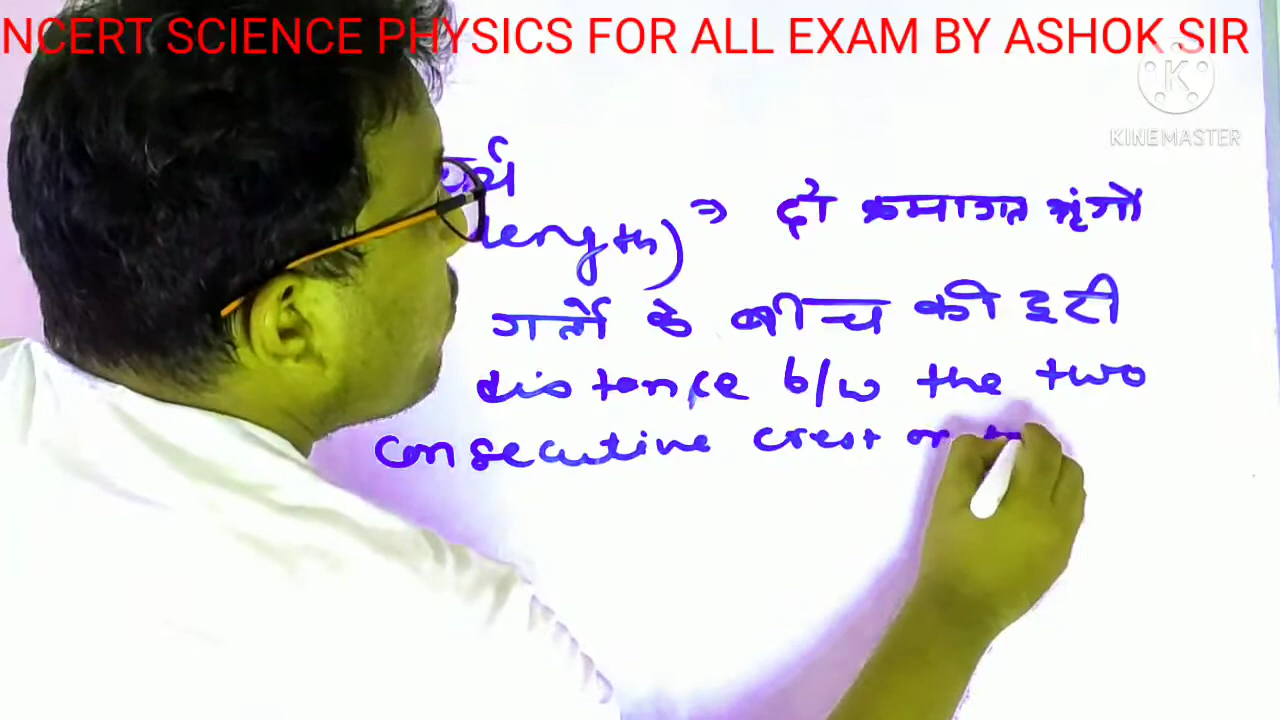 NCERT SCIENCE PHYSICS FOR ALL EXAM BY ASHOK SIR
KINEMASTER
length) ⇒ दो क्रमागत श्रृंगों
गर्तो के बीच की दूरी
distance b/w the two
consecutive crest or